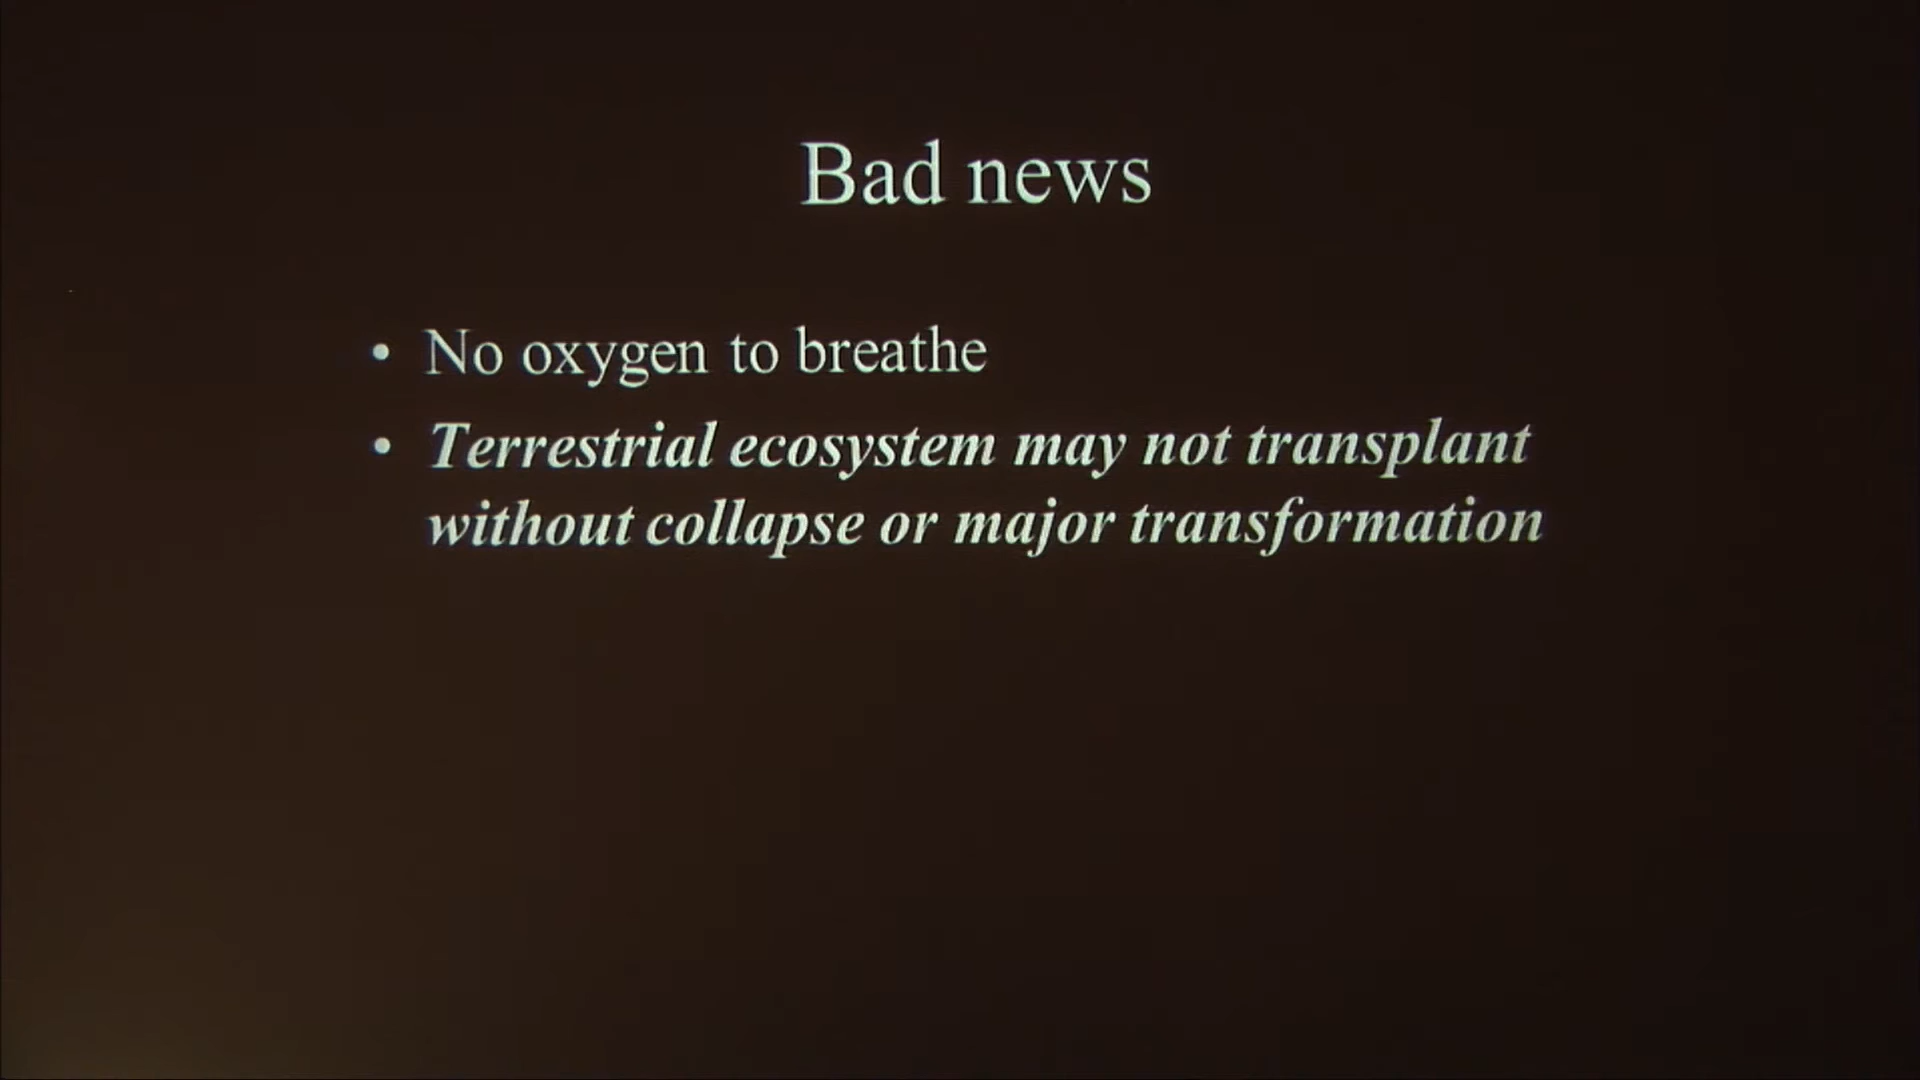 Bad news
• No oxygen to breathe
• Terrestrial ecosystem may not transplant
without collapse or major transformation